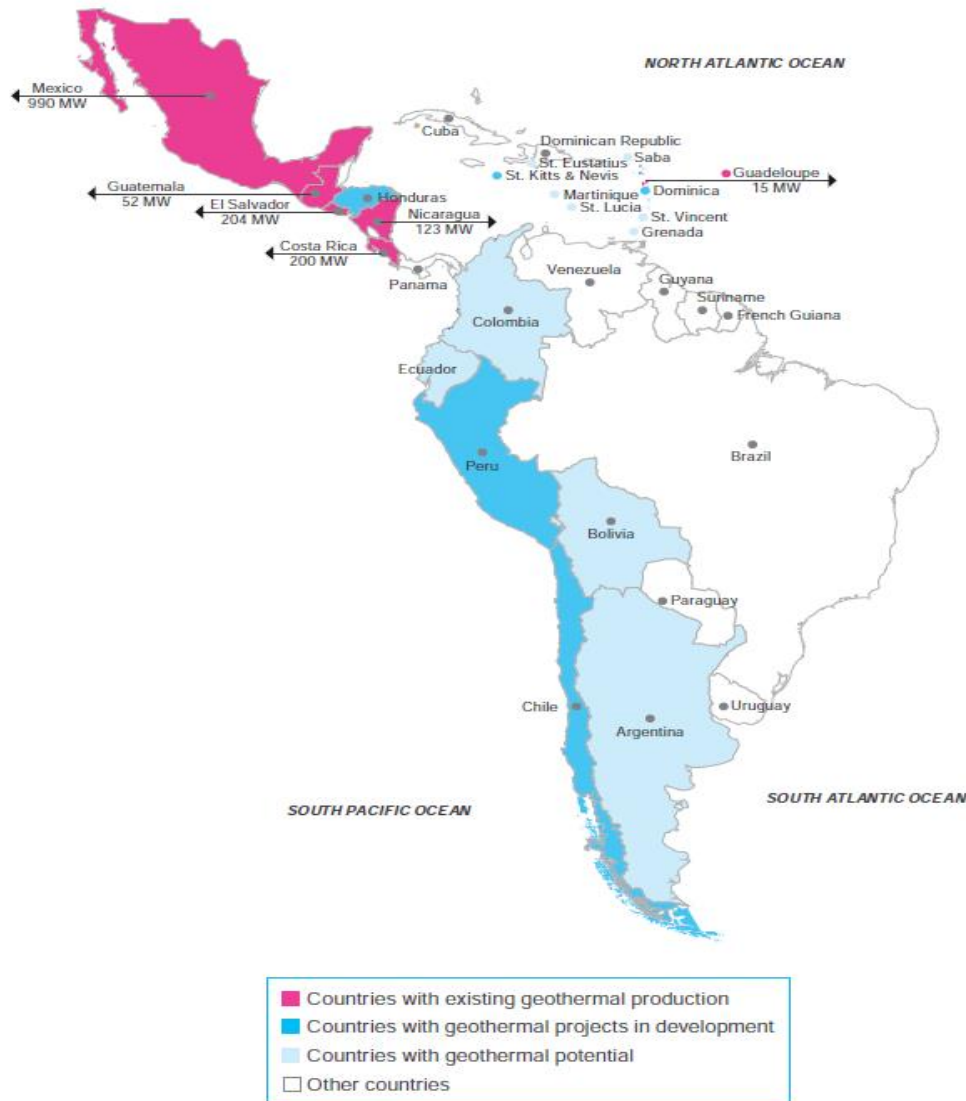 NORTH ATLANTIC OCEAN
Mexico
990 MW
Cuba
Dominican Republic
St. Eustatius
Saba
St. Kitts & Nevis
Guadeloupe
15 MW
Guatemala
52 MW
Honduras
Martinique
Dominica
El Salvador
204 MW
St. Lucia
Nicaragua
123 MW
St. Vincent
Grenada
Costa Rica
200 MW
Panama
Venezuela
Guyana
Suriname
French Guiana
Colombia
Ecuador
Peru
Brazil
Bolivia
Paraguay
Chile
Uruguay
Argentina
SOUTH PACIFIC OCEAN
SOUTH ATLANTIC OCEAN
Countries with existing geothermal production
Countries with geothermal projects in development
Countries with geothermal potential
Other countries